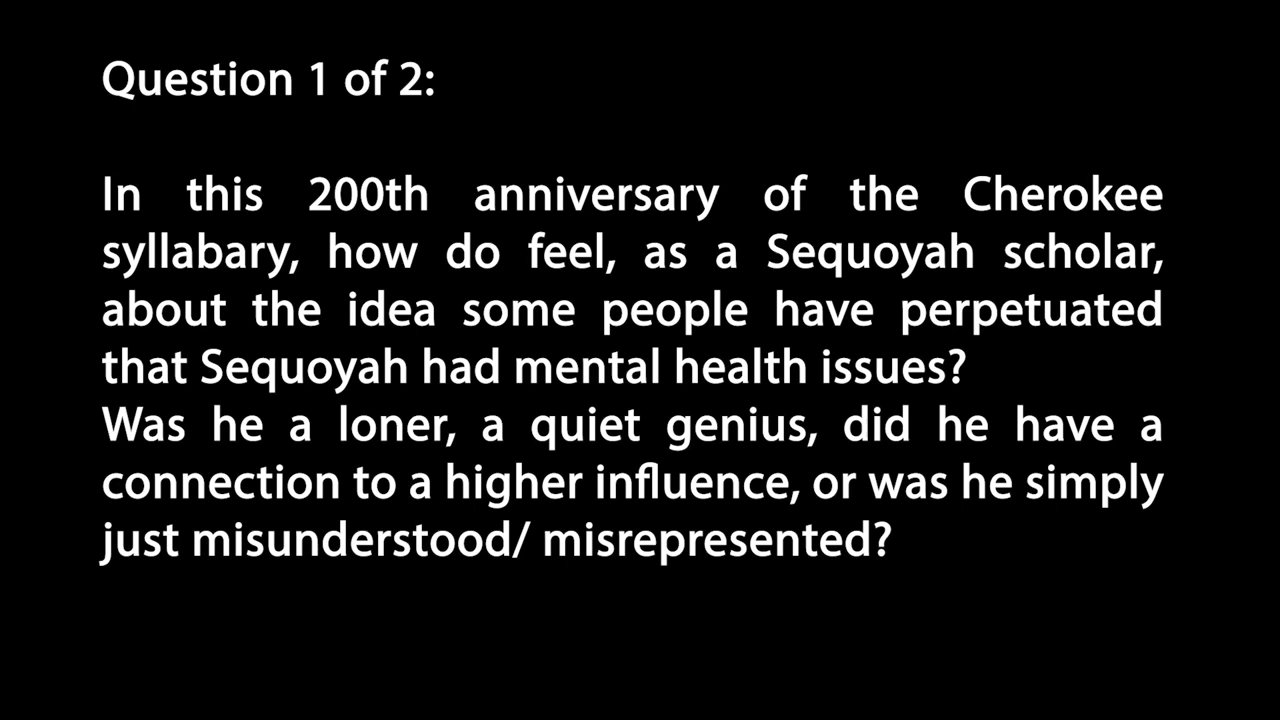 Question 1 of 2:
In this 200th anniversary of the Cherokee
syllabary, how do feel, as a Sequoyah scholar,
about the idea some people have perpetuated
that Sequoyah had mental health issues?
Was he a loner, a quiet genius, did he have a
connection to a higher influence, or was he simply
just misunderstood/ misrepresented?